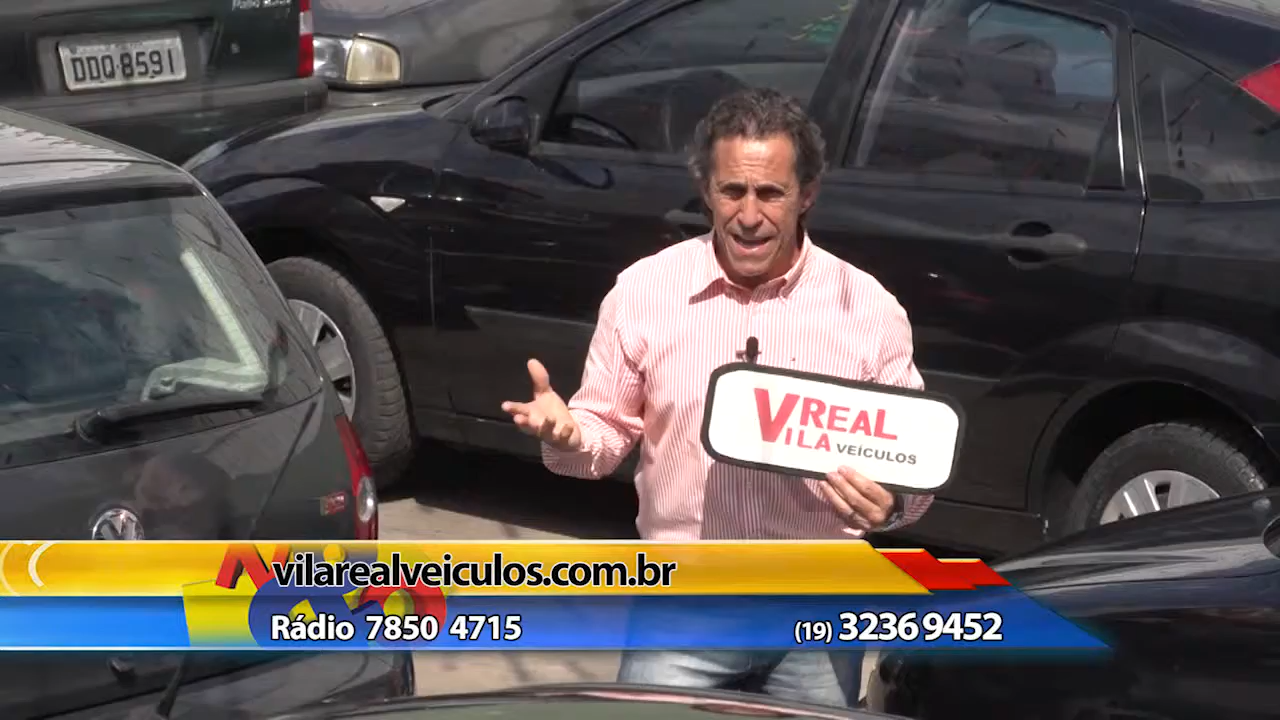 DDQ·8591
VREAL
VILA VEÍCULOS
vilarealveiculos.com.br
Rádio 7850 4715
(19) 3236 9452